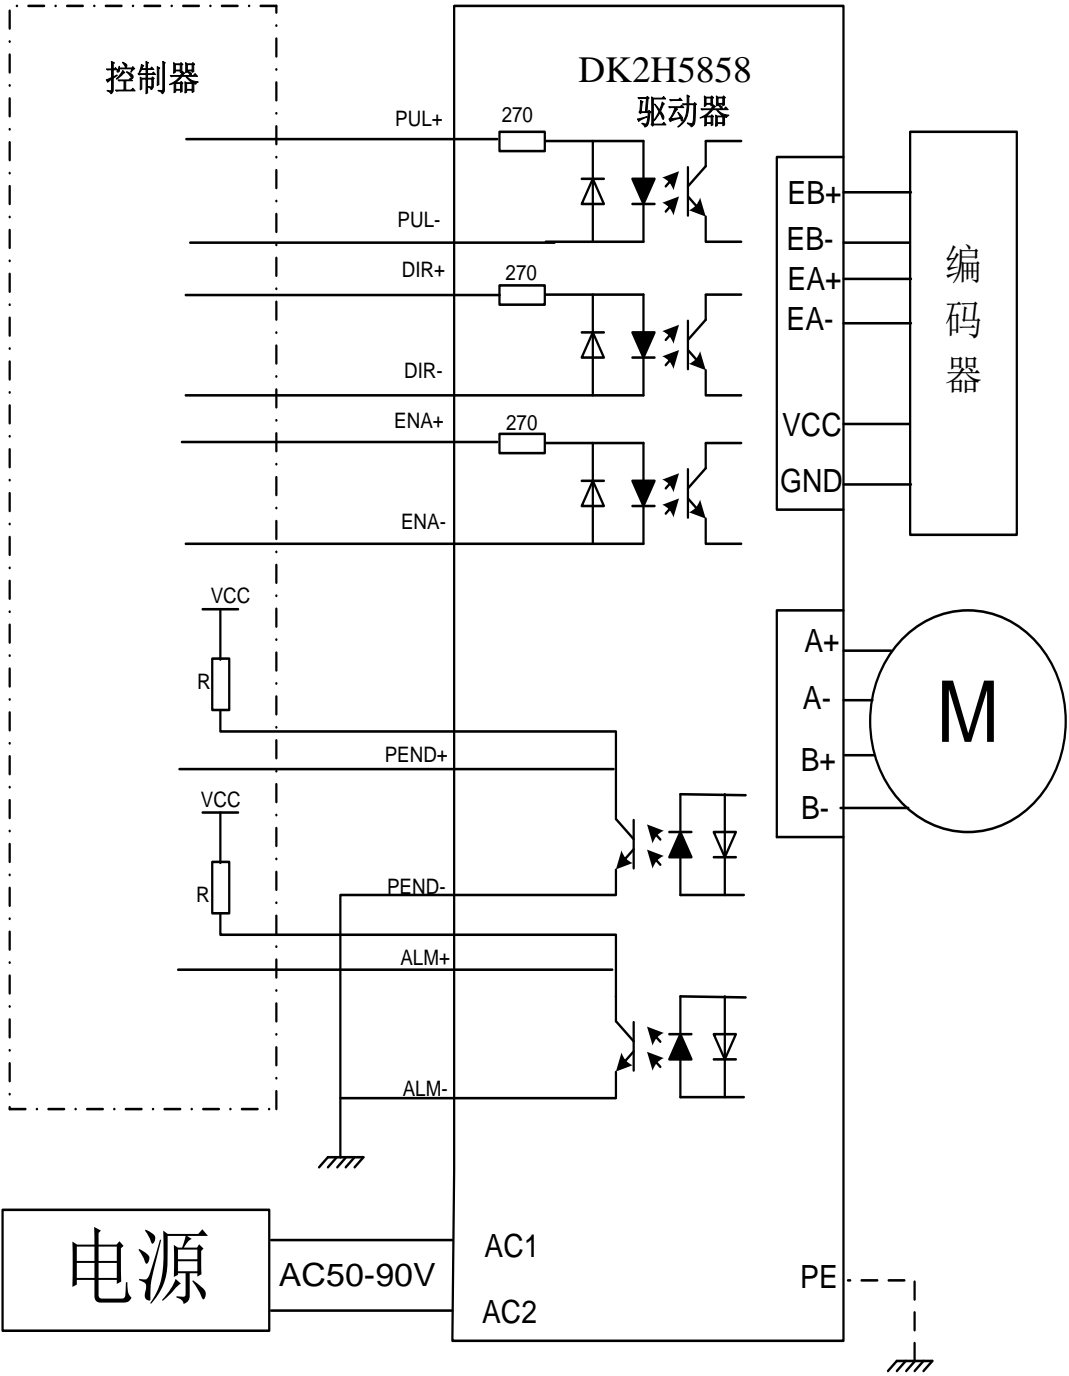 控制器
DK2H5858
驱动器
PUL+
270
PUL-
DIR+
270
DIR-
ENA+
270
ENA-
VCC
R
PEND+
VCC
R
PEND-
ALM+
ALM-
EB+
EB-
EA+
EA-
VCC
GND
编
码
器
A+
A-
B+
B-
M
电源
AC50-90V
AC1
AC2
PE